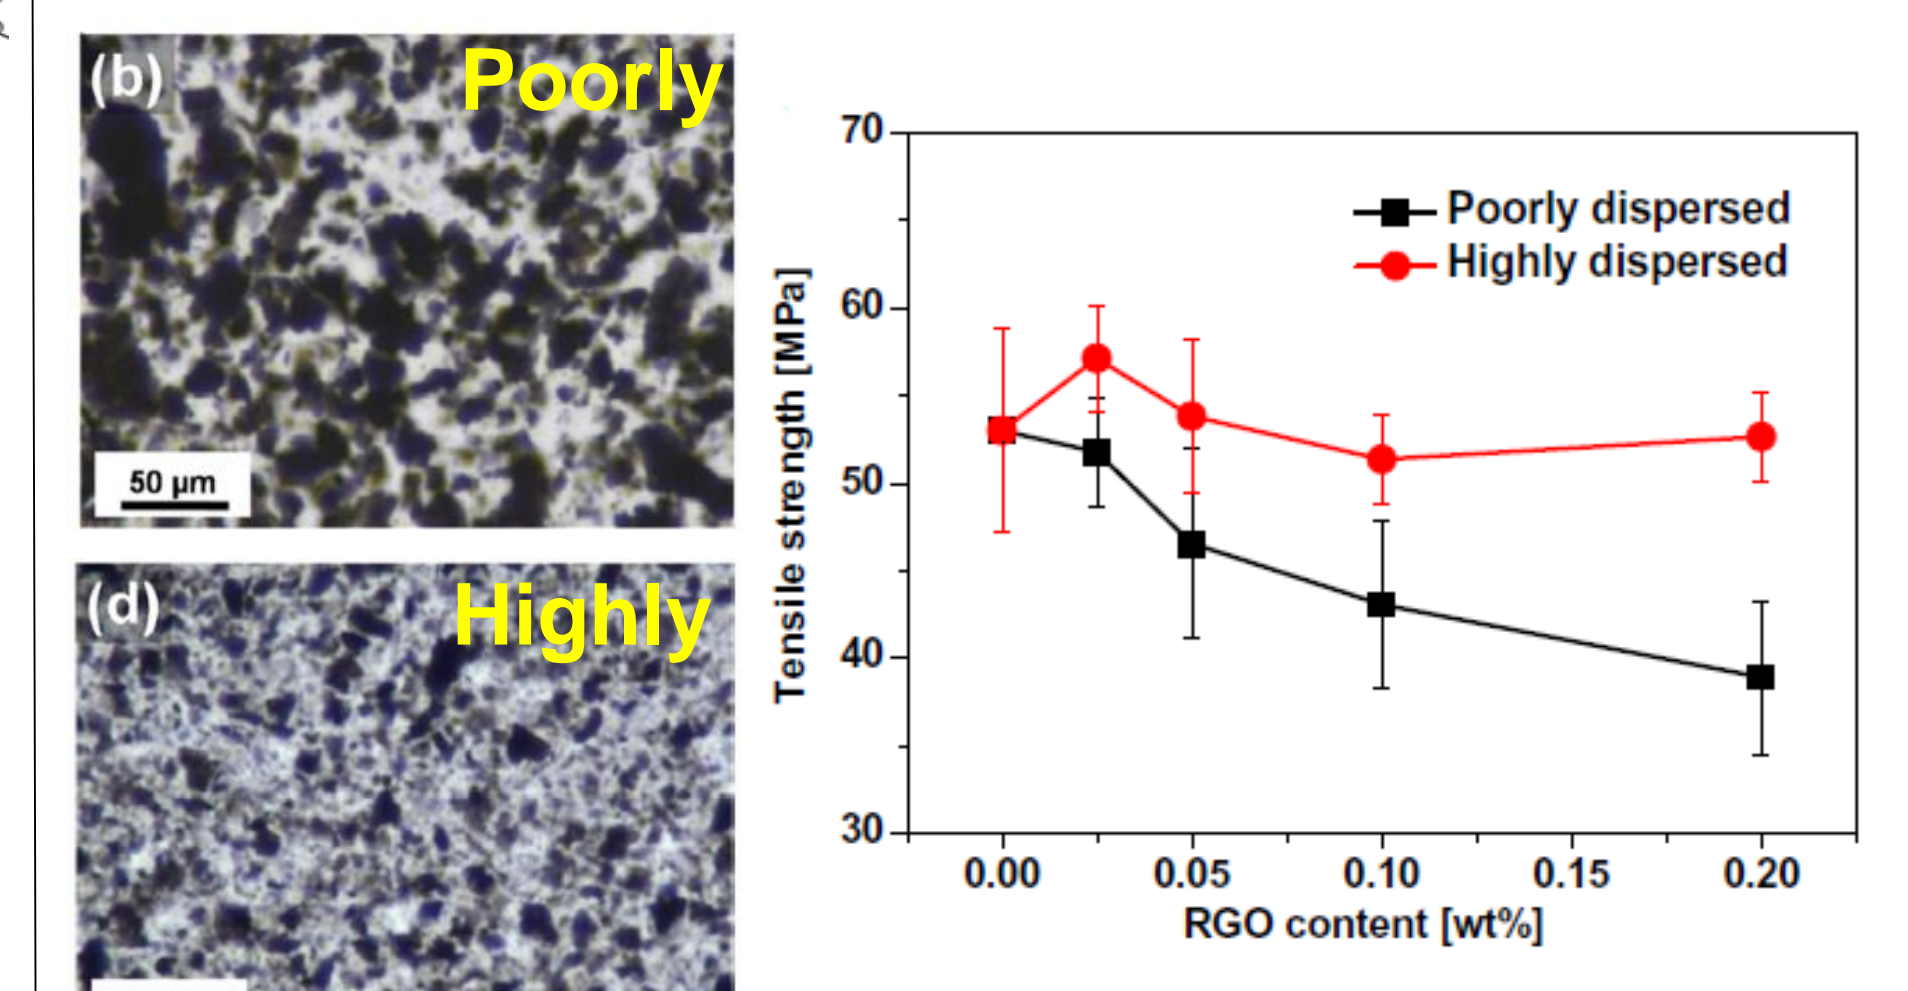 (b)
Poorly
50 µm
(d)
Highly
70
60
50
40
30
Tensile strength [MPa]
Poorly dispersed
Highly dispersed
0.00 0.05 0.10 0.15 0.20
RGO content [wt%]